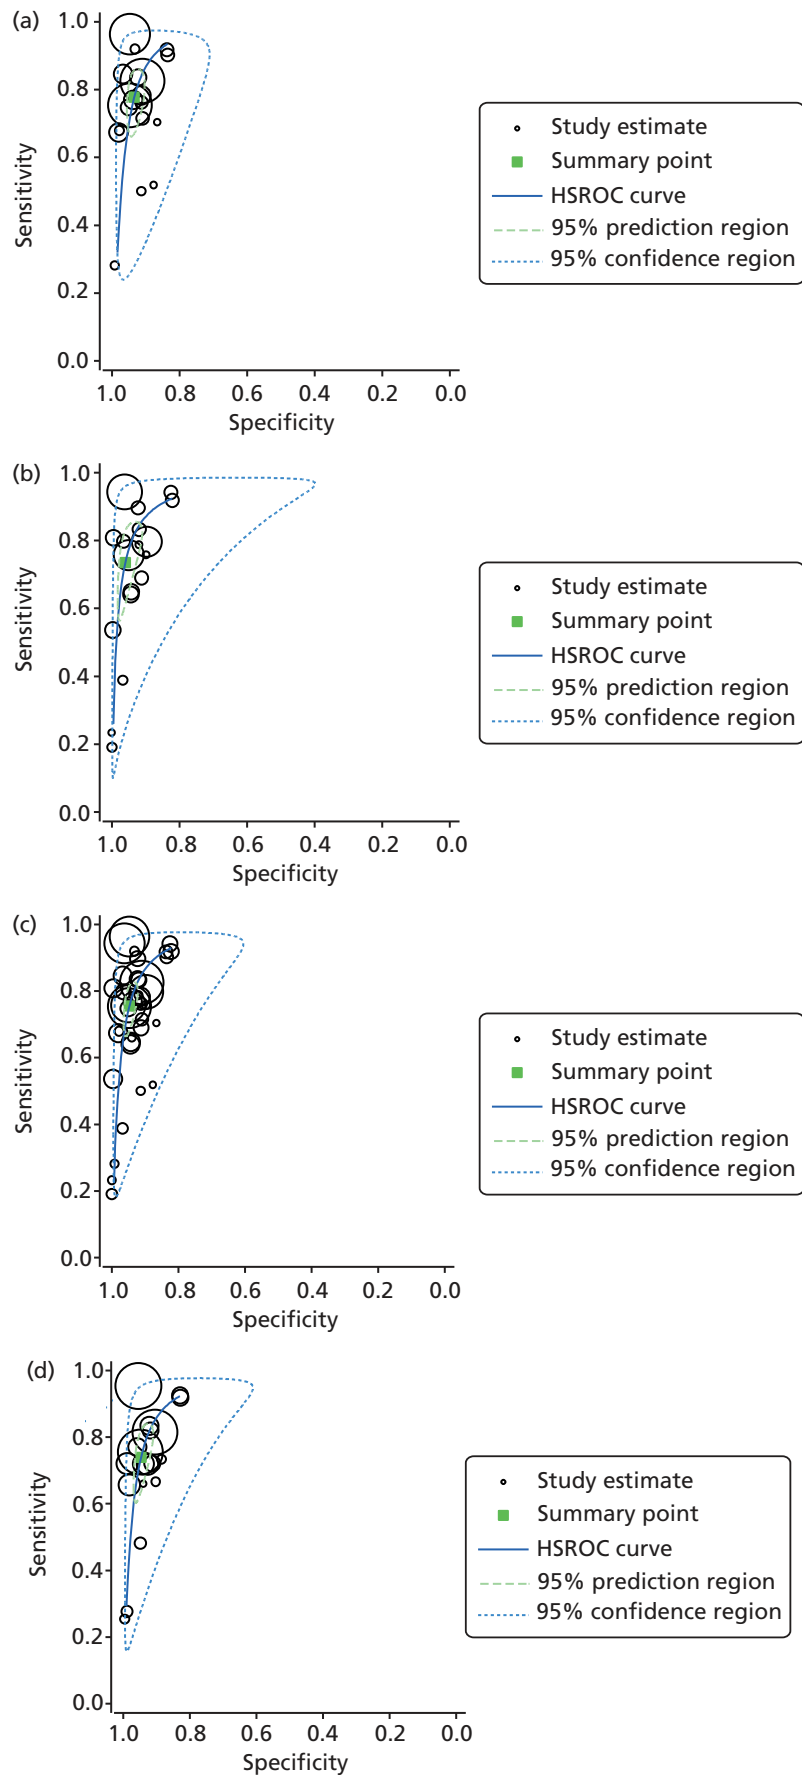 (a)
1.0
0.8
0.6
0.4
0.2
0.0
Sensitivity
1.0 0.8 0.6 0.4 0.2 0.0
Specificity
Study estimate
Summary point
HSROC curve
95% prediction region
95% confidence region
(b)
1.0
0.8
0.6
0.4
0.2
0.0
Sensitivity
1.0 0.8 0.6 0.4 0.2 0.0
Specificity
Study estimate
Summary point
HSROC curve
95% prediction region
95% confidence region
(c)
1.0
0.8
0.6
0.4
0.2
0.0
Sensitivity
1.0 0.8 0.6 0.4 0.2 0.0
Specificity
Study estimate
Summary point
HSROC curve
95% prediction region
95% confidence region
(d)
1.0
0.8
0.6
0.4
0.2
0.0
Sensitivity
1.0 0.8 0.6 0.4 0.2 0.0
Specificity
Study estimate
Summary point
HSROC curve
95% prediction region
95% confidence region